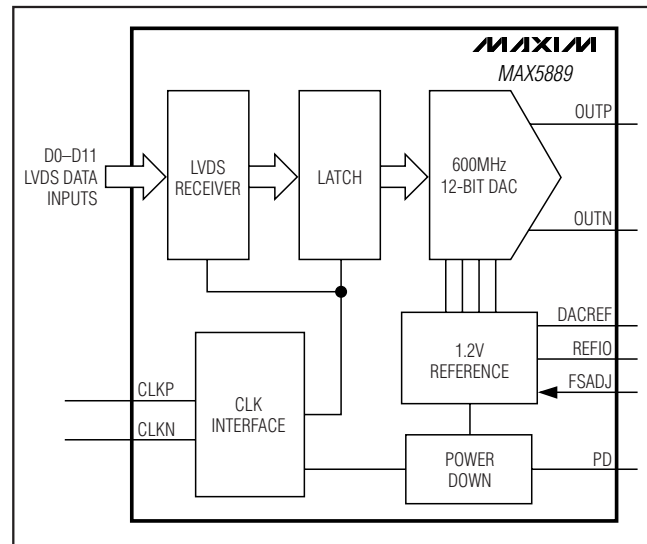 MAXIM
MAX5889
D0–D11
LVDS DATA
INPUTS
LVDS
RECEIVER
LATCH
600MHz
12-BIT DAC
OUTP
OUTN
1.2V
REFERENCE
DACREF
REFIO
FSADJ
CLKP
CLKN
CLK
INTERFACE
POWER
DOWN
PD